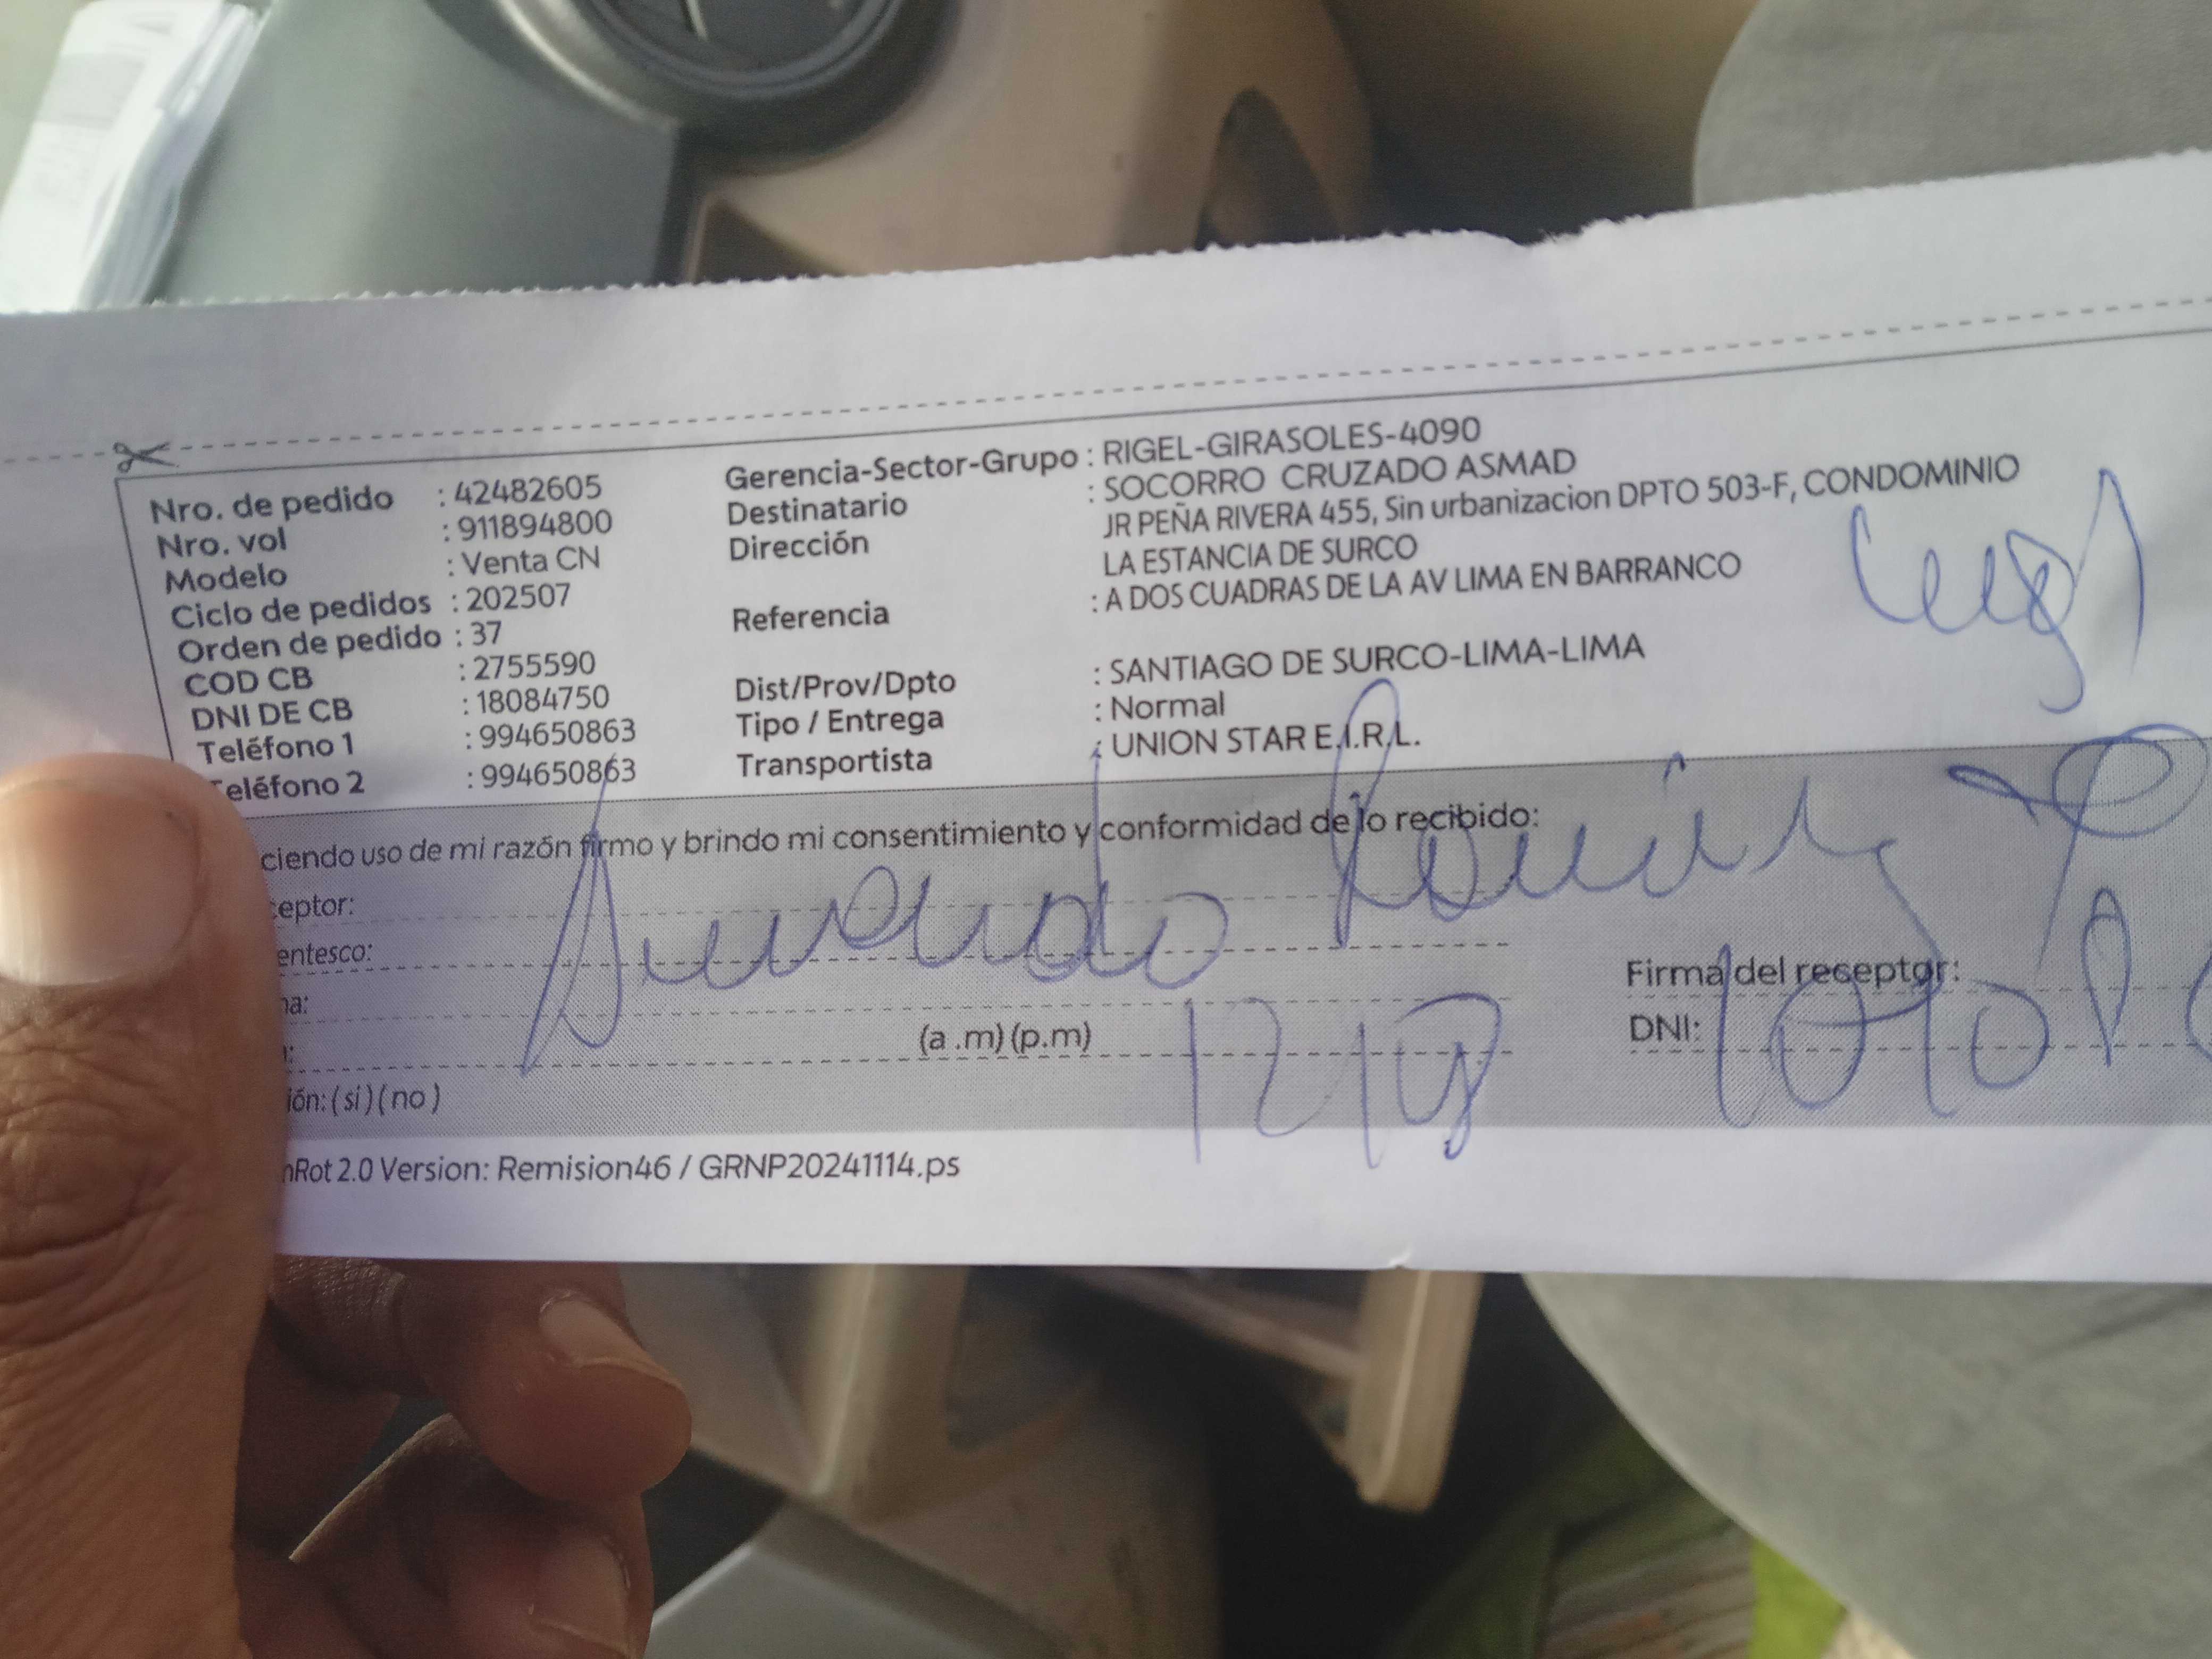 Nro. de pedido : 42482605
Nro. vol : 911894800
Modelo : Venta CN
Ciclo de pedidos : 202507
Orden de pedido : 37
COD CB : 2755590
DNI DE CB : 18084750
Teléfono 1 : 994650863
eléfono 2 : 994650863
Gerencia-Sector-Grupo : RIGEL-GIRASOLES-4090
Destinatario : SOCORRO CRUZADO ASMAD
Dirección JR PEÑA RIVERA 455, Sin urbanizacion DPTO 503-F, CONDOMINIO
LA ESTANCIA DE SURCO
Referencia : A DOS CUADRAS DE LA AV LIMA EN BARRANCO
Dist/Prov/Dpto : SANTIAGO DE SURCO-LIMA-LIMA
Tipo / Entrega : Normal
Transportista : UNION STAR E.I.R.L.
ciendo uso de mi razón firmo y brindo mi consentimiento y conformidad de lo recibido:
ceptor:
entesco:
na:
(a .m) (p.m)
ión: ( si ) ( no )
Firma del receptor:
DNI:
nRot 2.0 Version: Remision46 / GRNP20241114.ps